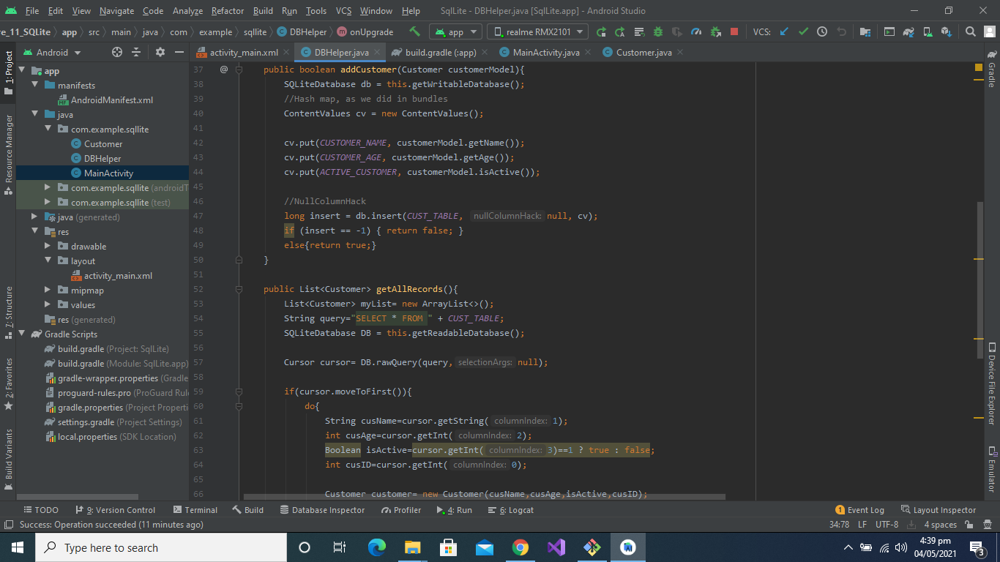 File Edit View Navigate Code Analyze Refactor Build Run Tools VCS Window Help SqlLite - DBHelper.java [SqlLite.app] - Android Studio
re_11_SQLite app src main java com example sqllite DBHelper onUpgrade app realme RMX2101 VCS:
Android activity_main.xml DBHelper.java build.gradle (:app) MainActivity.java Customer.java
1: Project
Resource Manager
7: Structure
2: Favorites
Build Variants
app
manifests
AndroidManifest.xml
java
com.example.sqllite
Customer
DBHelper
MainActivity
com.example.sqllite (androidT
com.example.sqllite (test)
java (generated)
res
drawable
layout
activity_main.xml
mipmap
values
res (generated)
Gradle Scripts
build.gradle (Project: SqlLite)
build.gradle (Module: SqlLite.app)
gradle-wrapper.properties (Gradle
proguard-rules.pro (ProGuard Rul
gradle.properties (Project Properti
settings.gradle (Project Settings)
local.properties (SDK Location)
37 @ public boolean addCustomer(Customer customerModel){
38 SQLiteDatabase db = this.getWritableDatabase();
39 //Hash map, as we did in bundles
40 ContentValues cv = new ContentValues();
41
42 cv.put(CUSTOMER_NAME, customerModel.getName());
43 cv.put(CUSTOMER_AGE, customerModel.getAge());
44 cv.put(ACTIVE_CUSTOMER, customerModel.isActive());
45
46 //NullColumnHack
47 long insert = db.insert(CUST_TABLE, nullColumnHack: null, cv);
48 if (insert == -1) { return false; }
49 else{return true;}
50 }
51
52 public List<Customer> getAllRecords(){
53 List<Customer> myList= new ArrayList<>();
54 String query="SELECT * FROM " + CUST_TABLE;
55 SQLiteDatabase DB = this.getReadableDatabase();
56
57 Cursor cursor= DB.rawQuery(query, selectionArgs: null);
58
59 if(cursor.moveToFirst()){
60 do{
61 String cusName=cursor.getString( columnIndex: 1);
62 int cusAge=cursor.getInt( columnIndex: 2);
63 Boolean isActive=cursor.getInt( columnIndex: 3)==1 ? true : false;
64 int cusID=cursor.getInt( columnIndex: 0);
65
66 Customer customer= new Customer(cusName,cusAge,isActive,cusID);
Gradle
Device File Explorer
Emulator
TODO 9: Version Control Terminal Build Database Inspector Profiler 4: Run 6: Logcat 1 Event Log Layout Inspector
Success: Operation succeeded (11 minutes ago) 34:78 LF UTF-8 4 spaces
Type here to search
4:39 pm
04/05/2021
3